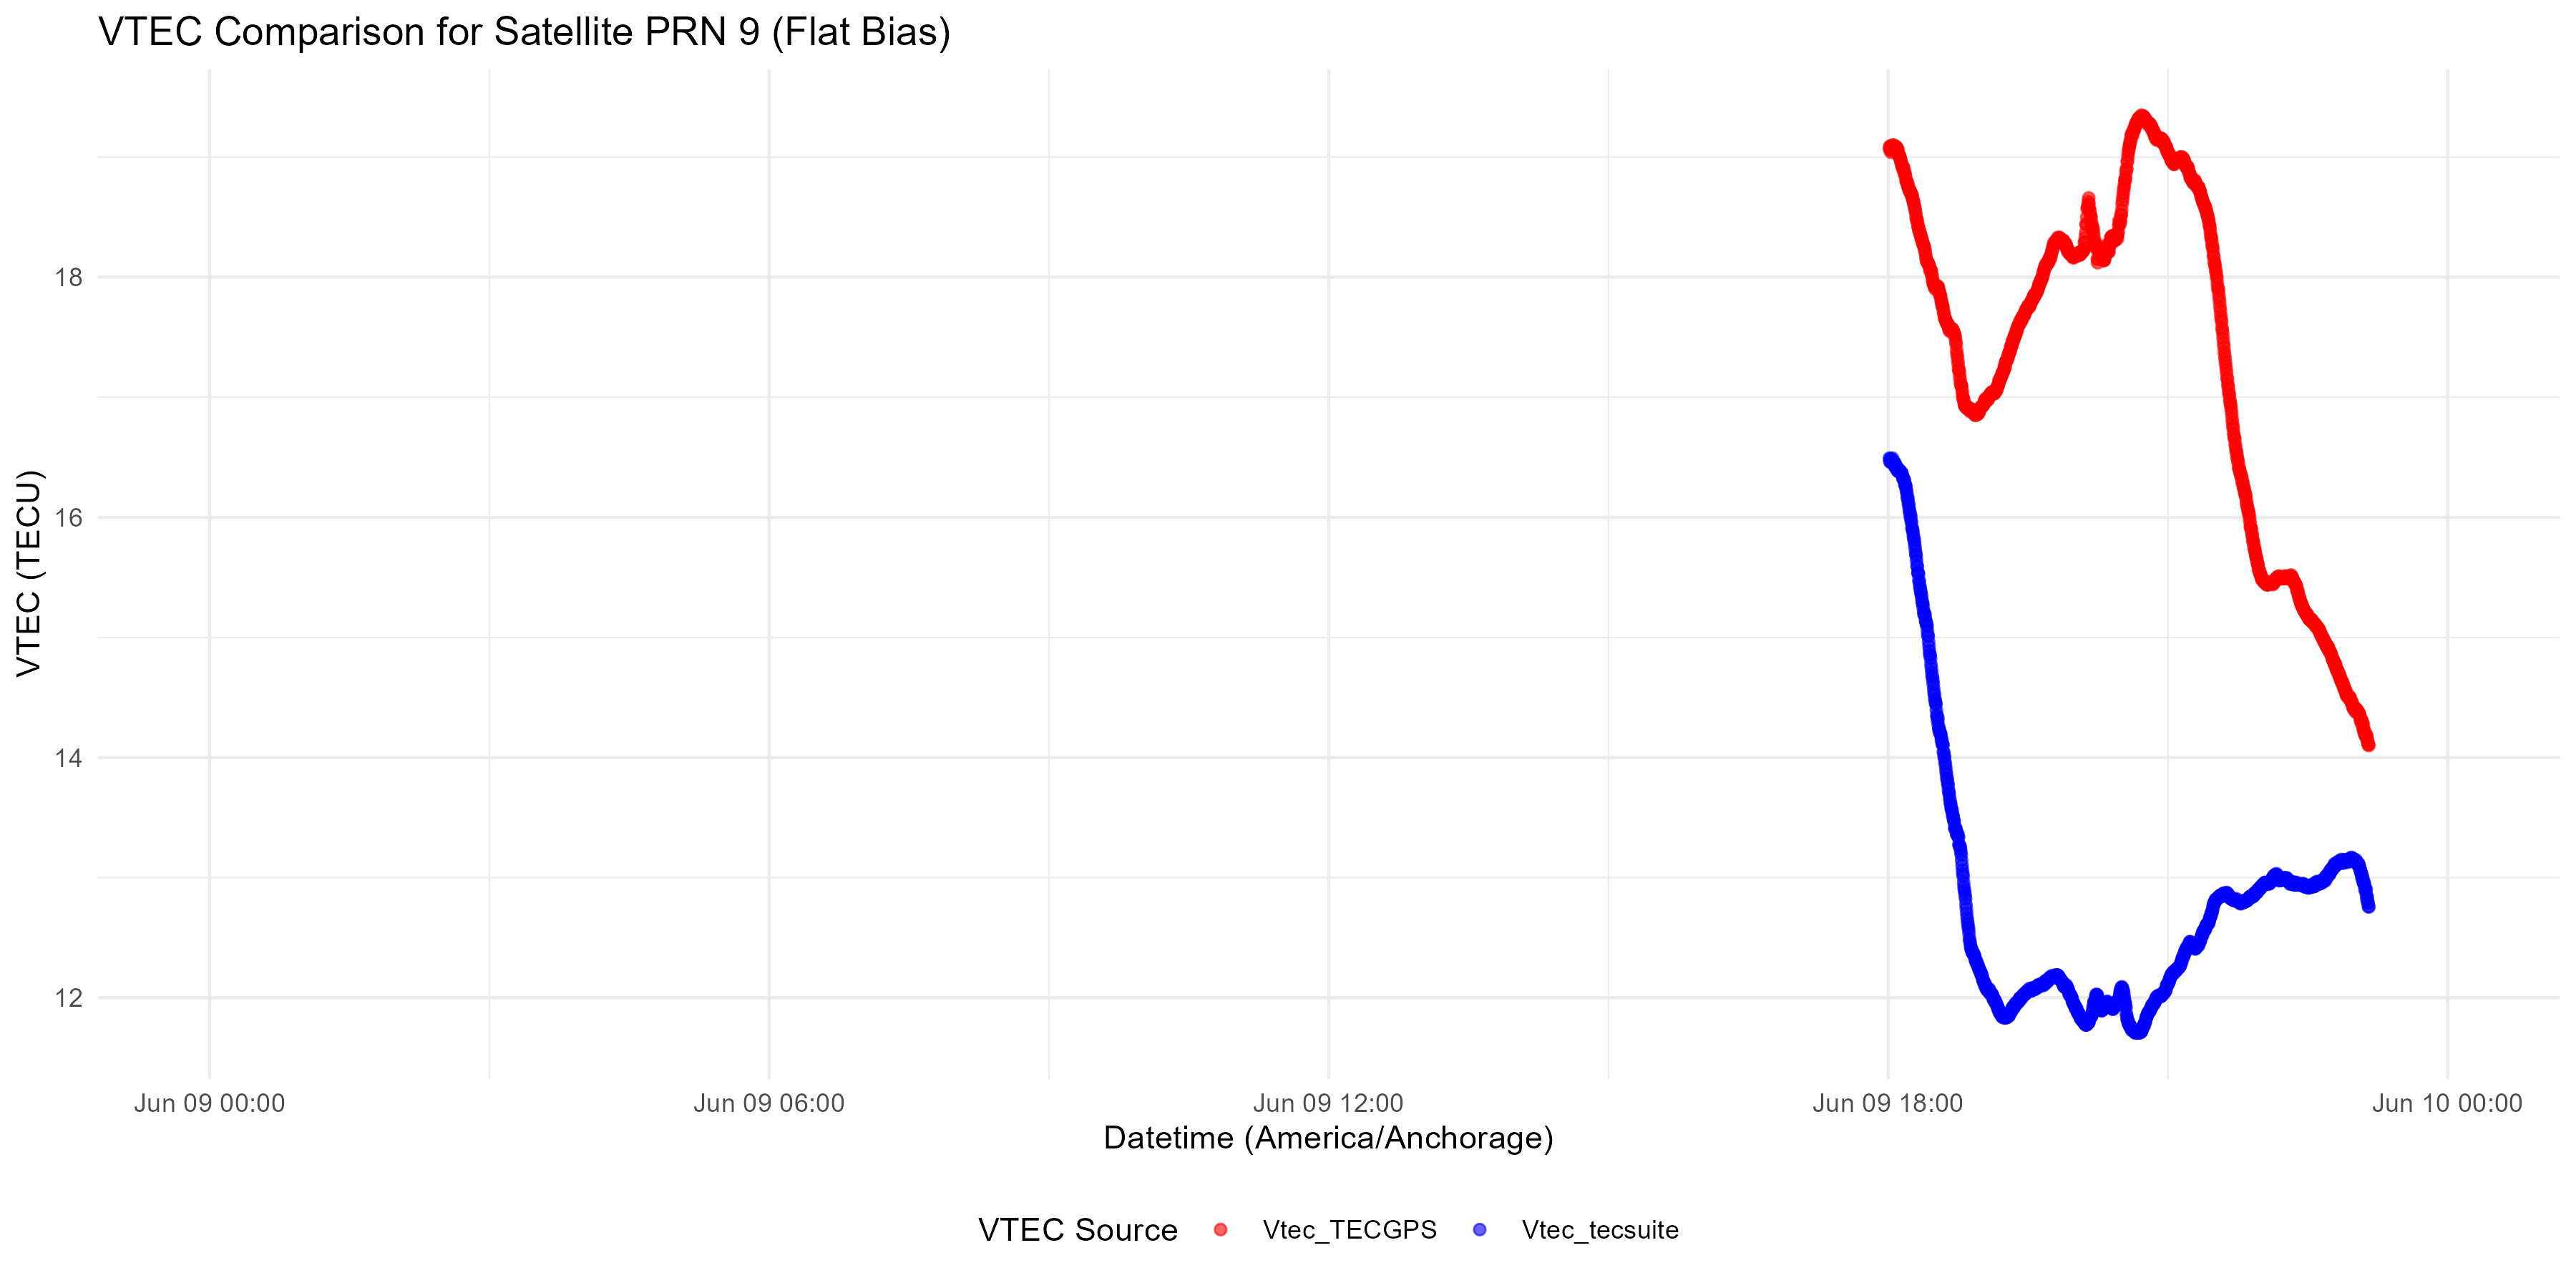 VTEC Comparison for Satellite PRN 9 (Flat Bias)
VTEC (TECU)
18
16
14
12
Jun 09 00:00
Jun 09 06:00
Jun 09 12:00
Jun 09 18:00
Jun 10 00:00
Datetime (America/Anchorage)
VTEC Source
Vtec_TECGPS
Vtec_tecsuite